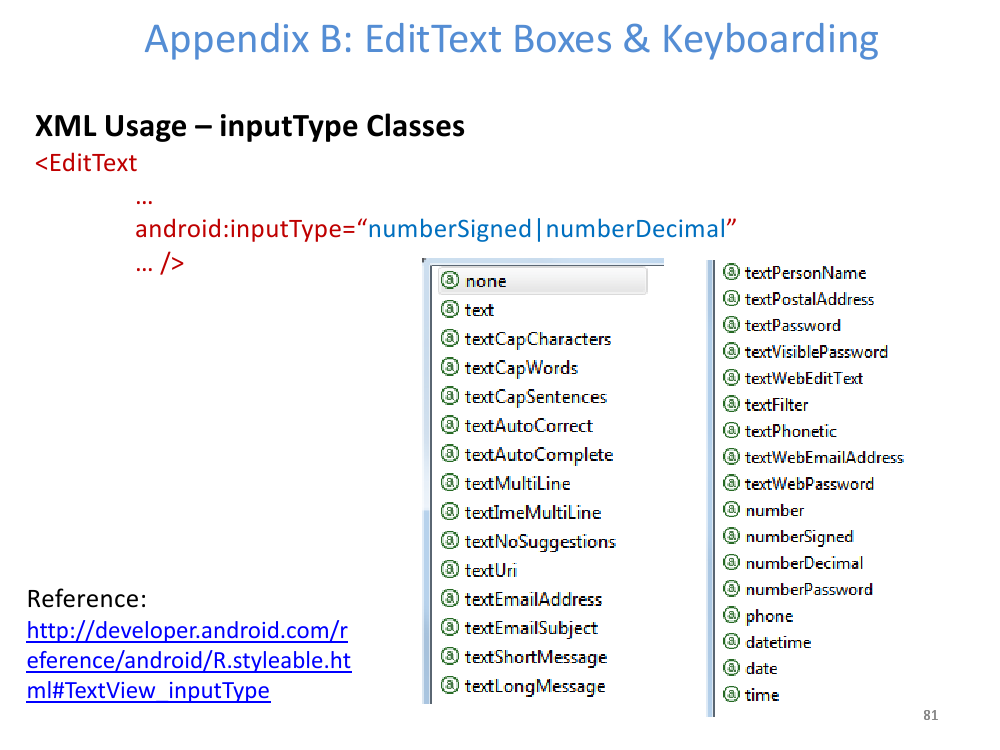 Appendix B: EditText Boxes & Keyboarding
XML Usage – inputType Classes
<EditText
…
android:inputType=“numberSigned|numberDecimal”
… />
none
text
textCapCharacters
textCapWords
textCapSentences
textAutoCorrect
textAutoComplete
textMultiLine
textImeMultiLine
textNoSuggestions
textUri
textEmailAddress
textEmailSubject
textShortMessage
textLongMessage
textPersonName
textPostalAddress
textPassword
textVisiblePassword
textWebEditText
textFilter
textPhonetic
textWebEmailAddress
textWebPassword
number
numberSigned
numberDecimal
numberPassword
phone
datetime
date
time
Reference:
http://developer.android.com/r
eference/android/R.styleable.ht
ml#TextView_inputType
81